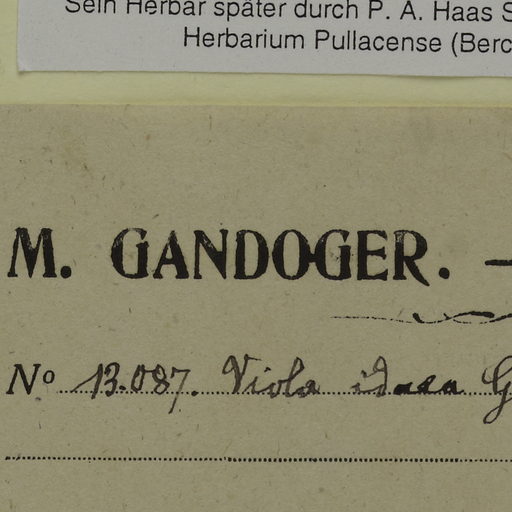 Sein Herbar später durch P. A. Haas S
Herbarium Pullacense (Berc
M. GANDOGER. —
No 13.087. Viola idaea G